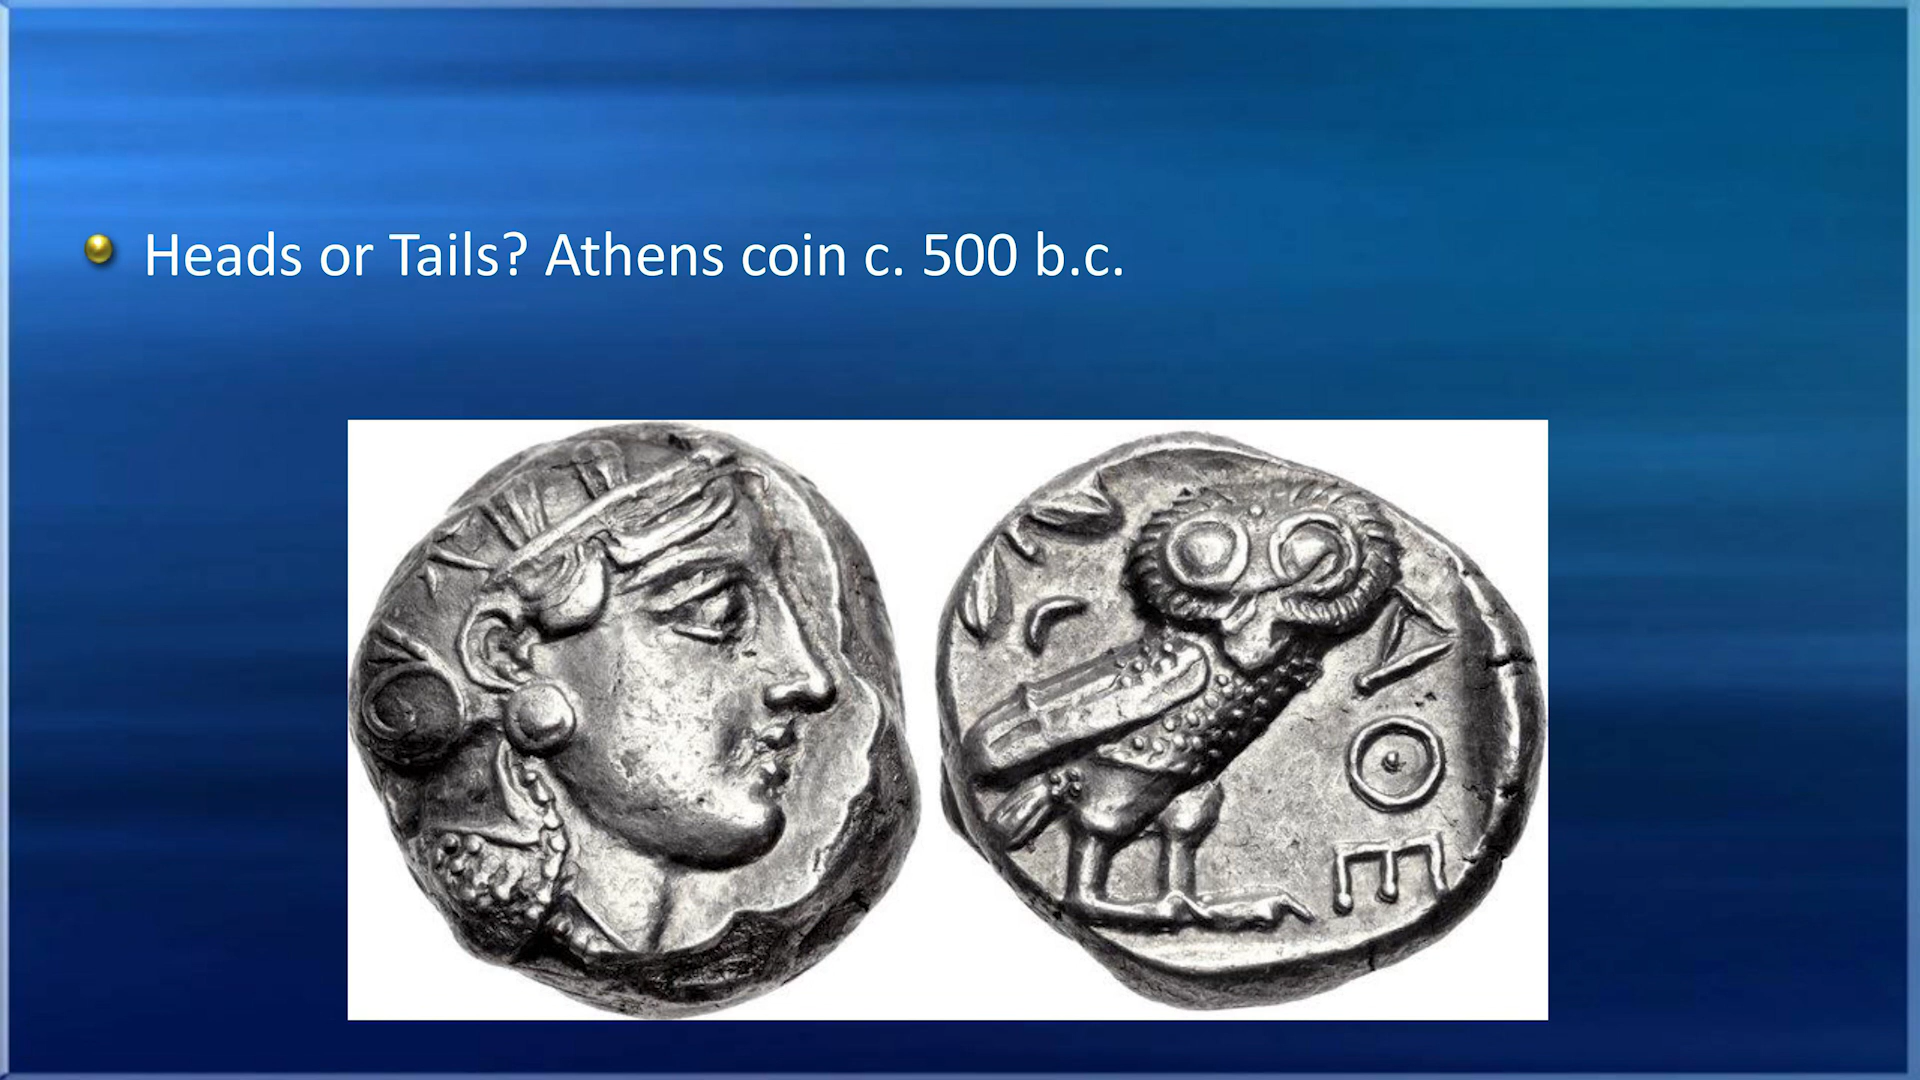 Heads or Tails? Athens coin c. 500 b.c.
ΑΘΕ